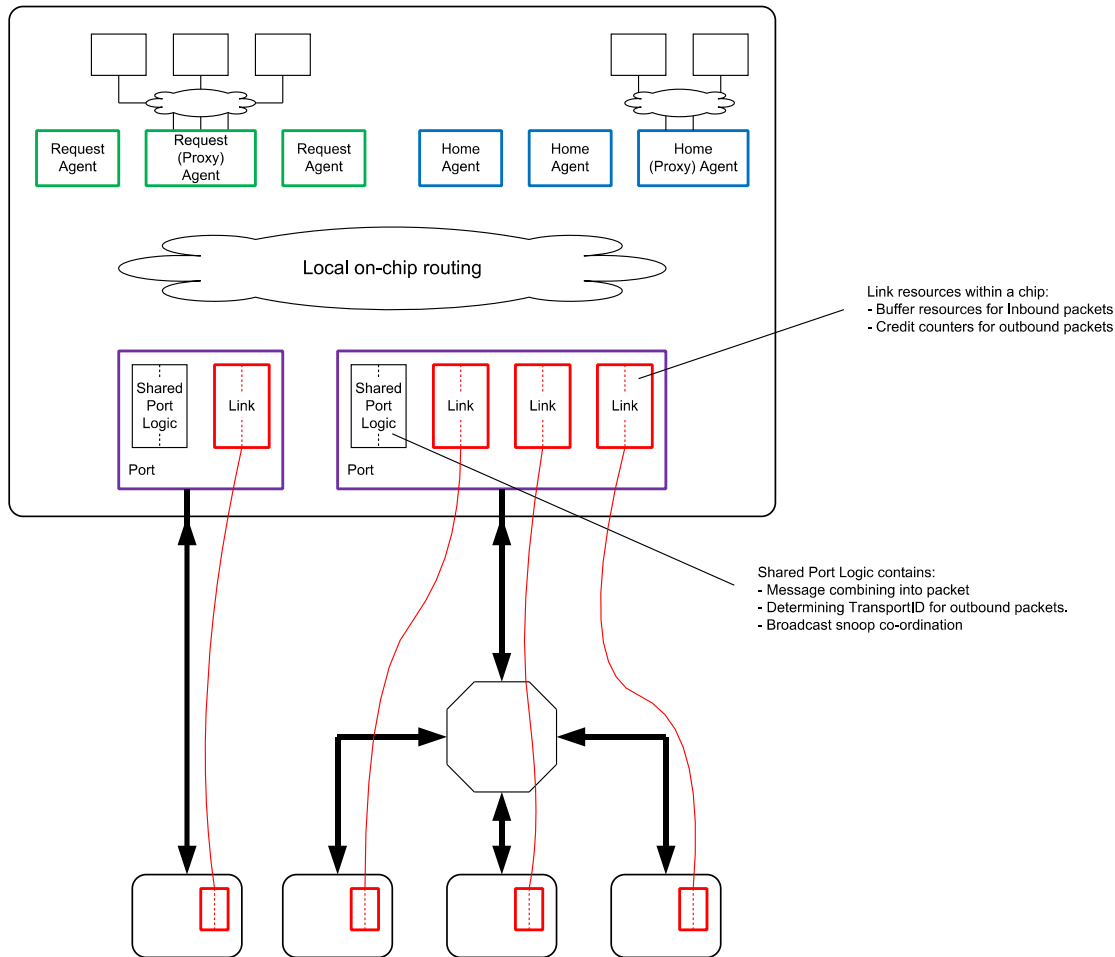 Request
Agent
Request
(Proxy)
Agent
Request
Agent
Home
Agent
Home
Agent
Home
(Proxy) Agent
Local on-chip routing
Link resources within a chip:
- Buffer resources for Inbound packets
- Credit counters for outbound packets
Shared
Port
Logic
Link
Port
Shared
Port
Logic
Link
Link
Link
Port
Shared Port Logic contains:
- Message combining into packet
- Determining TransportID for outbound packets.
- Broadcast snoop co-ordination